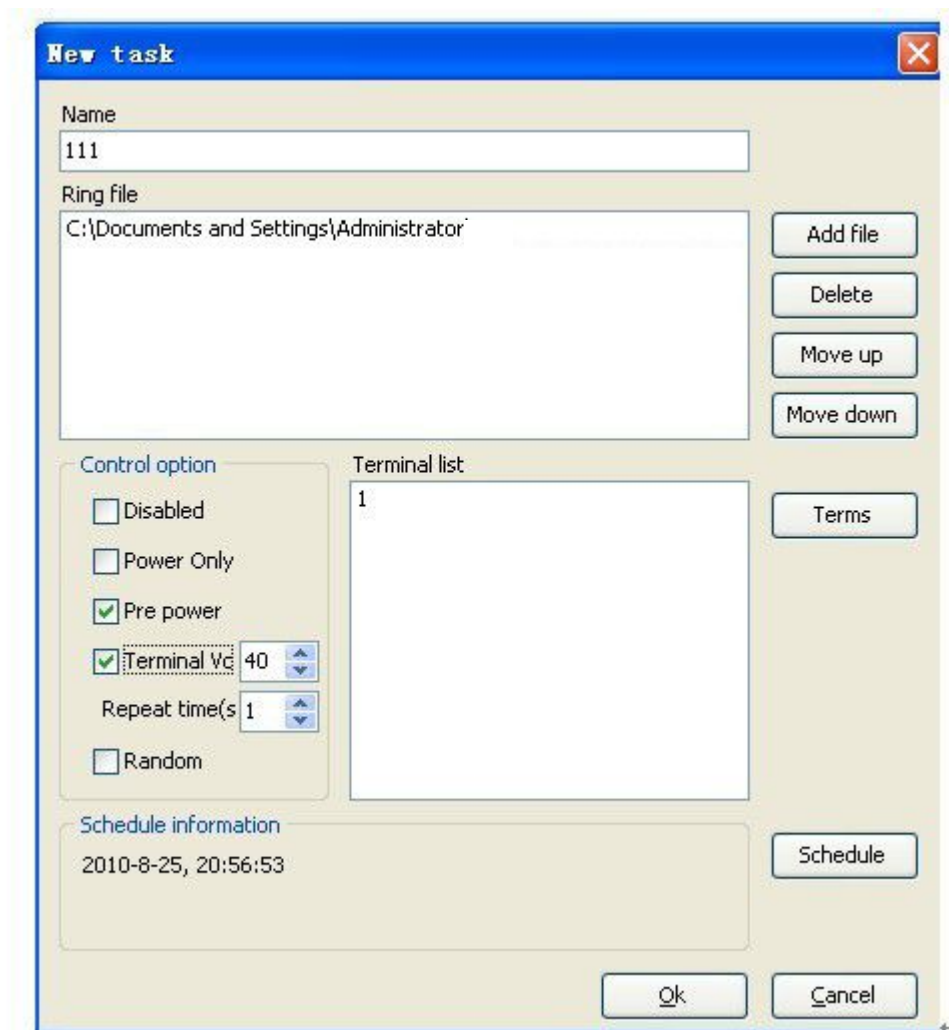 New task
Name
111
Ring file
C:\Documents and Settings\Administrator
Add file
Delete
Move up
Move down
Control option
Disabled
Power Only
Pre power
Terminal Vo 40
Repeat time(s 1
Random
Terminal list
1
Terms
Schedule information
2010-8-25, 20:56:53
Schedule
Ok
Cancel